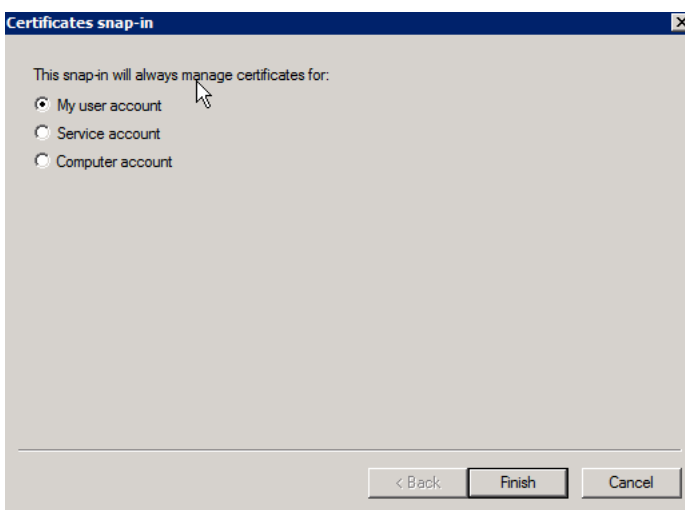 Certificates snap-in
This snap-in will always manage certificates for:
My user account
Service account
Computer account
< Back
Finish
Cancel